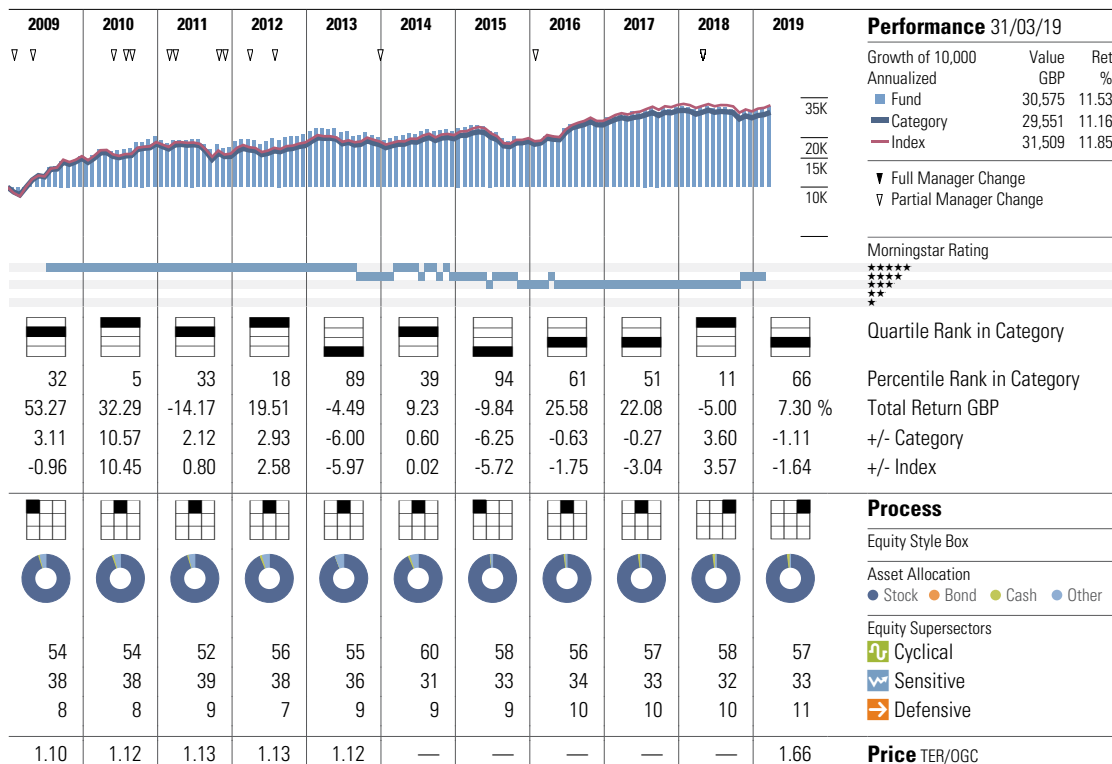 2009 2010 2011 2012 2013 2014 2015 2016 2017 2018 2019
Performance 31/03/19
Growth of 10,000 Value Ret
Annualized GBP %
Fund 30,575 11.53
Category 29,551 11.16
Index 31,509 11.85
Full Manager Change
Partial Manager Change
35K
20K
15K
10K
Morningstar Rating
★★★★★
★★★★
★★★
★★
★
Quartile Rank in Category
32 5 33 18 89 39 94 61 51 11 66 Percentile Rank in Category
53.27 32.29 -14.17 19.51 -4.49 9.23 -9.84 25.58 22.08 -5.00 7.30 % Total Return GBP
3.11 10.57 2.12 2.93 -6.00 0.60 -6.25 -0.63 -0.27 3.60 -1.11 +/- Category
-0.96 10.45 0.80 2.58 -5.97 0.02 -5.72 -1.75 -3.04 3.57 -1.64 +/- Index
Process
Equity Style Box
Asset Allocation
Stock Bond Cash Other
Equity Supersectors
54 54 52 56 55 60 58 56 57 58 57 Cyclical
38 38 39 38 36 31 33 34 33 32 33 Sensitive
8 8 9 7 9 9 9 10 10 10 11 Defensive
1.10 1.12 1.13 1.13 1.12 — — — — — 1.66 Price TER/OGC